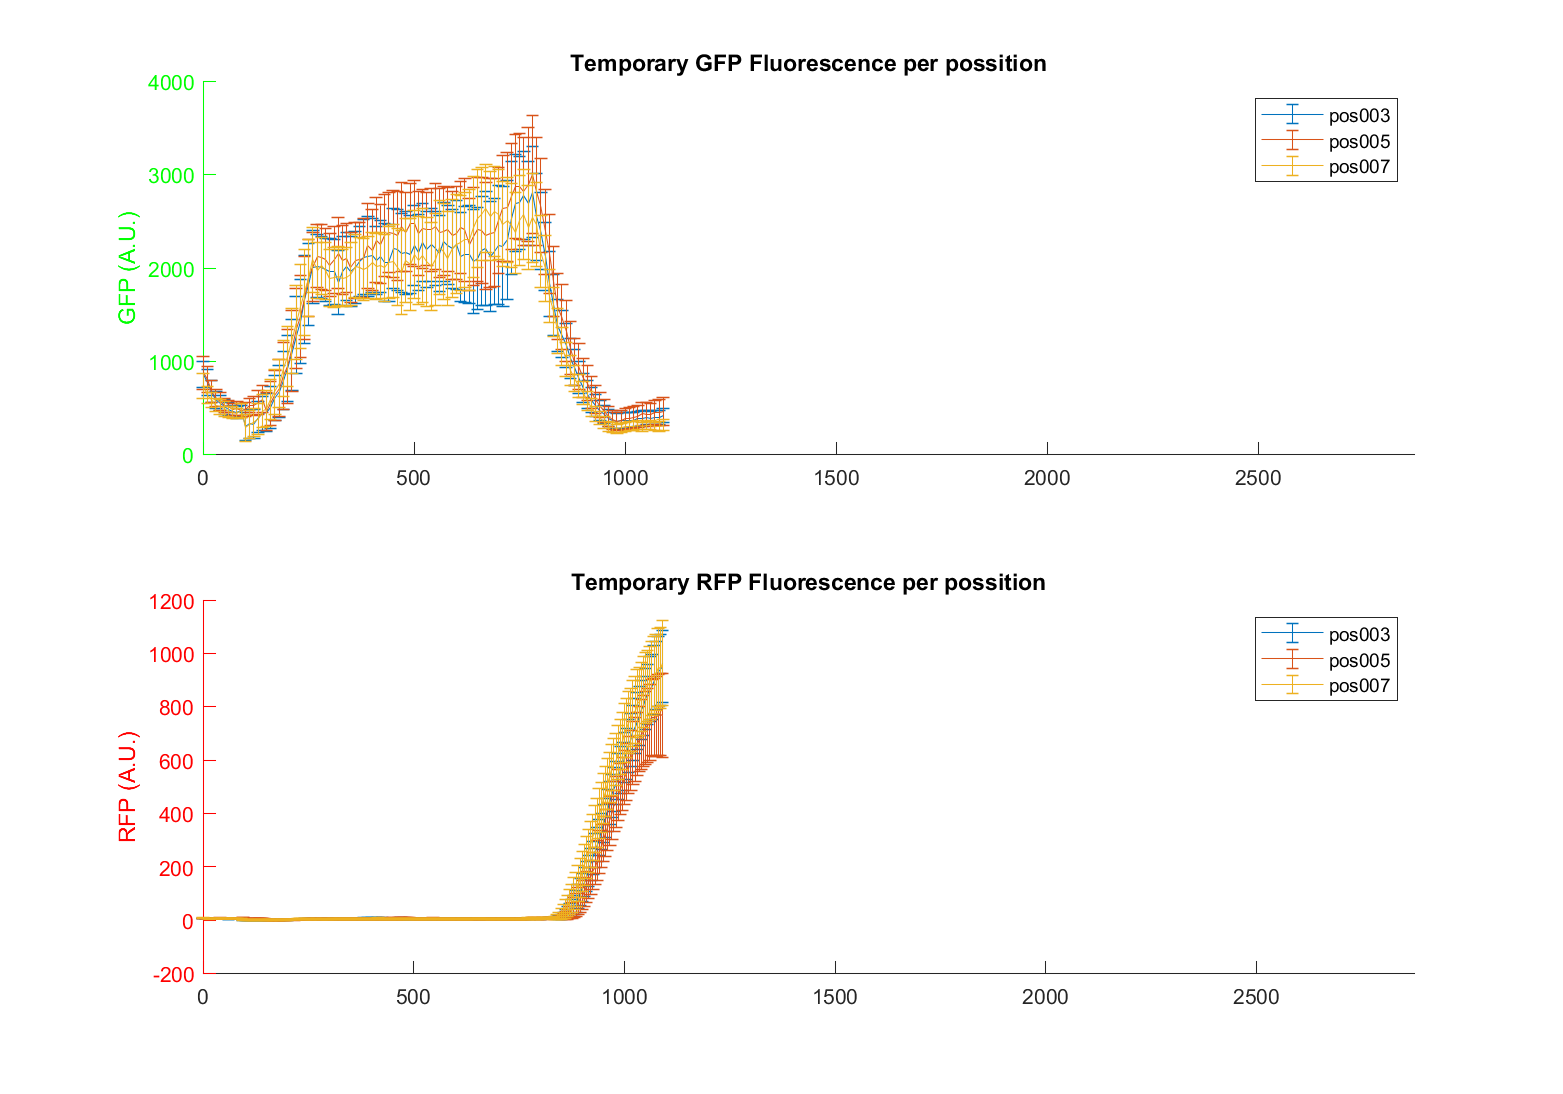 Temporary GFP Fluorescence per possition
4000
3000
2000
1000
0
GFP (A.U.)
pos003
pos005
pos007
0 500 1000 1500 2000 2500
Temporary RFP Fluorescence per possition
1200
1000
800
600
400
200
0
-200
RFP (A.U.)
pos003
pos005
pos007
0 500 1000 1500 2000 2500